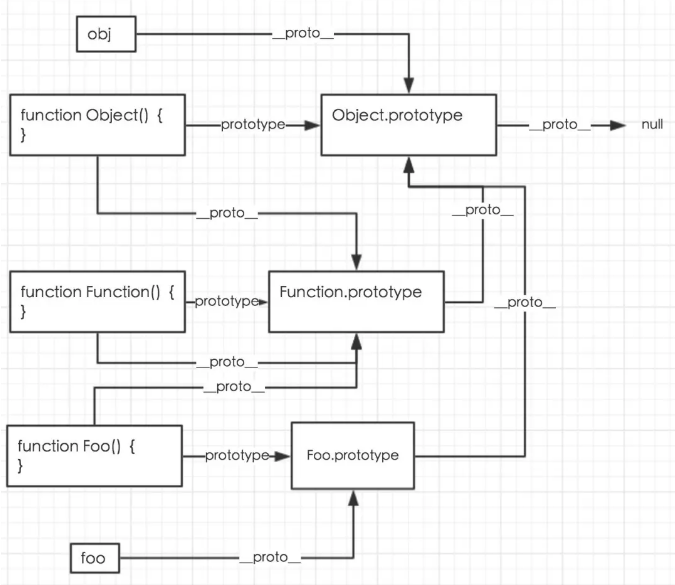 obj
__proto__
function Object() {
}
prototype
Object.prototype
__proto__
null
__proto__
__proto__
function Function() {
}
prototype
Function.prototype
__proto__
__proto__
__proto__
function Foo() {
}
prototype
Foo.prototype
foo
__proto__